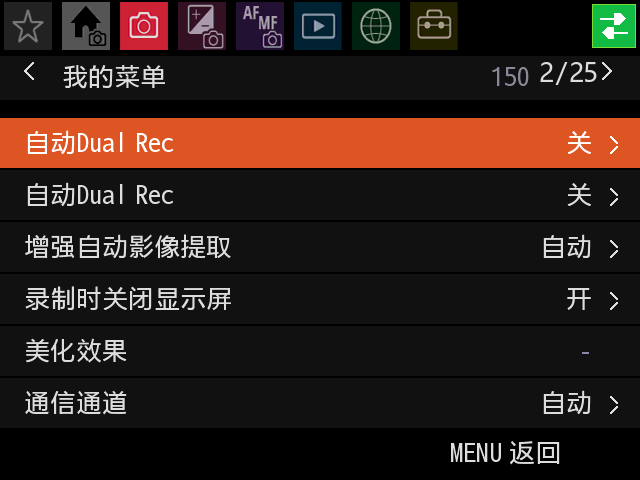 AF MF
我的菜单 150 2/25
自动Dual Rec 关
自动Dual Rec 关
增强自动影像提取 自动
录制时关闭显示屏 开
美化效果 -
通信通道 自动
MENU 返回